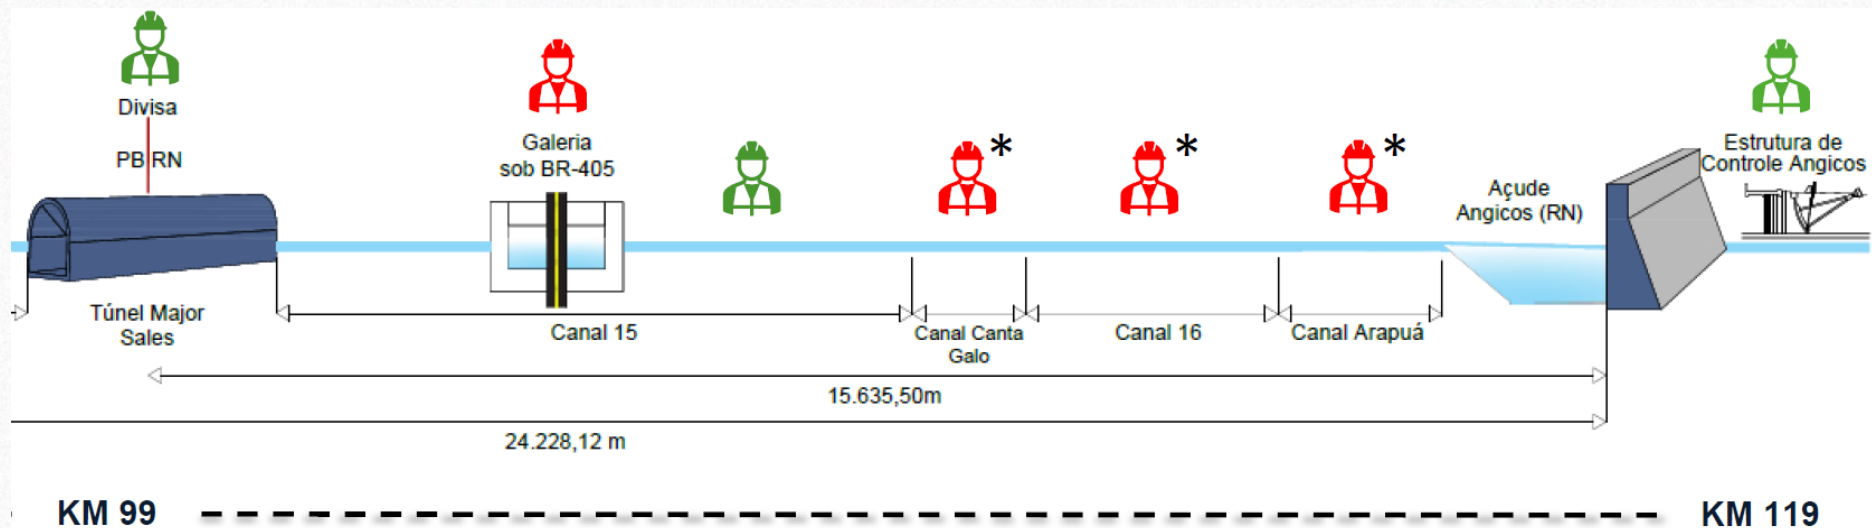 Divisa
PB RN
Galeria
sob BR-405
*
*
*
Açude
Angicos (RN)
Estrutura de
Controle Angicos
Túnel Major
Sales
Canal 15
Canal Canta
Galo
Canal 16
Canal Arapuá
15.635,50m
24.228,12 m
KM 99
KM 119